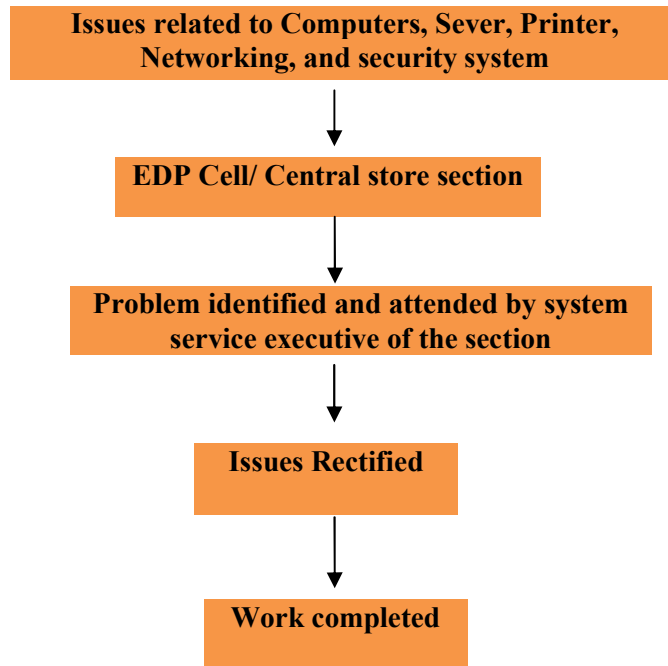 Issues related to Computers, Sever, Printer,
Networking, and security system
EDP Cell/ Central store section
Problem identified and attended by system
service executive of the section
Issues Rectified
Work completed